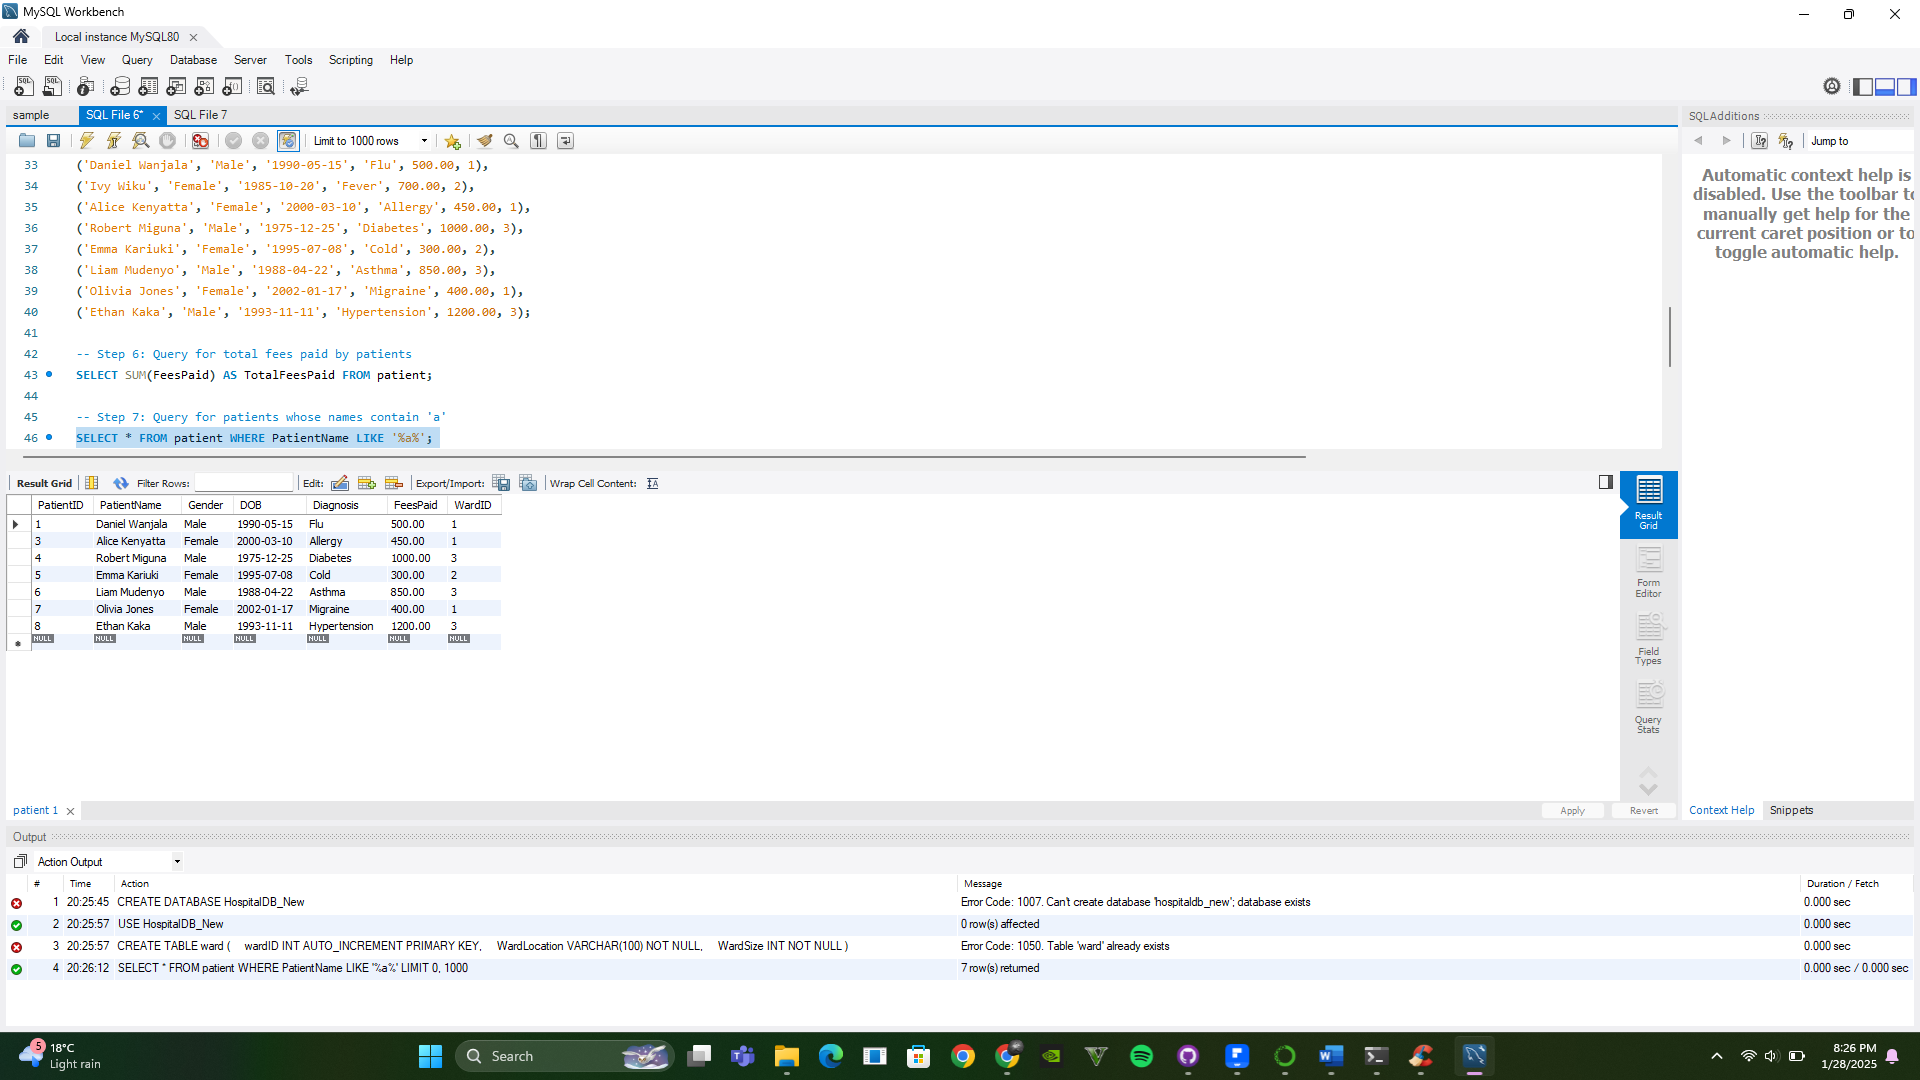 MySQL Workbench
Local instance MySQL80
File Edit View Query Database Server Tools Scripting Help
sample SQL File 6* SQL File 7
Limit to 1000 rows
33 ('Daniel Wanjala', 'Male', '1990-05-15', 'Flu', 500.00, 1),
34 ('Ivy Wiku', 'Female', '1985-10-20', 'Fever', 700.00, 2),
35 ('Alice Kenyatta', 'Female', '2000-03-10', 'Allergy', 450.00, 1),
36 ('Robert Miguna', 'Male', '1975-12-25', 'Diabetes', 1000.00, 3),
37 ('Emma Kariuki', 'Female', '1995-07-08', 'Cold', 300.00, 2),
38 ('Liam Mudenyo', 'Male', '1988-04-22', 'Asthma', 850.00, 3),
39 ('Olivia Jones', 'Female', '2002-01-17', 'Migraine', 400.00, 1),
40 ('Ethan Kaka', 'Male', '1993-11-11', 'Hypertension', 1200.00, 3);
41
42 -- Step 6: Query for total fees paid by patients
43 SELECT SUM(FeesPaid) AS TotalFeesPaid FROM patient;
44
45 -- Step 7: Query for patients whose names contain 'a'
46 SELECT * FROM patient WHERE PatientName LIKE '%a%';
Result Grid Filter Rows: Edit: Export/Import: Wrap Cell Content:
PatientID PatientName Gender DOB Diagnosis FeesPaid WardID
1 Daniel Wanjala Male 1990-05-15 Flu 500.00 1
3 Alice Kenyatta Female 2000-03-10 Allergy 450.00 1
4 Robert Miguna Male 1975-12-25 Diabetes 1000.00 3
5 Emma Kariuki Female 1995-07-08 Cold 300.00 2
6 Liam Mudenyo Male 1988-04-22 Asthma 850.00 3
7 Olivia Jones Female 2002-01-17 Migraine 400.00 1
8 Ethan Kaka Male 1993-11-11 Hypertension 1200.00 3
NULL NULL NULL NULL NULL NULL NULL
Result
Grid
Form
Editor
Field
Types
Query
Stats
SQLAdditions
Jump to
Automatic context help is
disabled. Use the toolbar to
manually get help for the
current caret position or to
toggle automatic help.
patient 1 Apply Revert Context Help Snippets
Output
Action Output
# Time Action Message Duration / Fetch
1 20:25:45 CREATE DATABASE HospitalDB_New Error Code: 1007. Can't create database 'hospitaldb_new'; database exists 0.000 sec
2 20:25:57 USE HospitalDB_New 0 row(s) affected 0.000 sec
3 20:25:57 CREATE TABLE ward ( wardID INT AUTO_INCREMENT PRIMARY KEY, WardLocation VARCHAR(100) NOT NULL, WardSize INT NOT NULL ) Error Code: 1050. Table 'ward' already exists 0.000 sec
4 20:26:12 SELECT * FROM patient WHERE PatientName LIKE '%a%' LIMIT 0, 1000 7 row(s) returned 0.000 sec / 0.000 sec
5
18°C
Light rain
Search
8:26 PM
1/28/2025